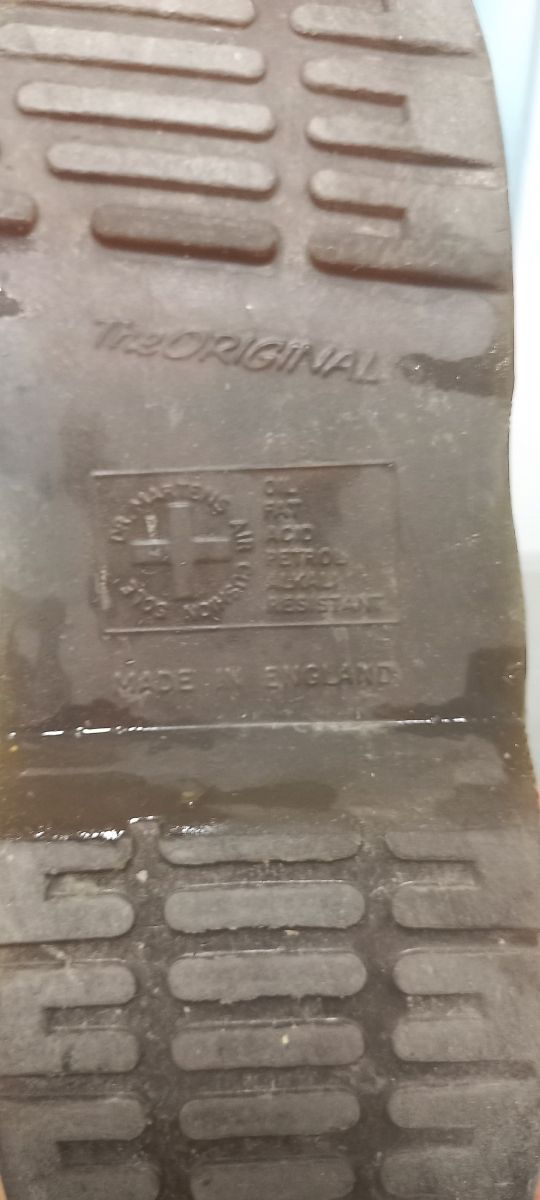 The ORIGINAL
DR. MARTENS AIR CUSHION SOLE
OIL
FAT
ACID
PETROL
ALKALI
RESISTANT
MADE IN ENGLAND